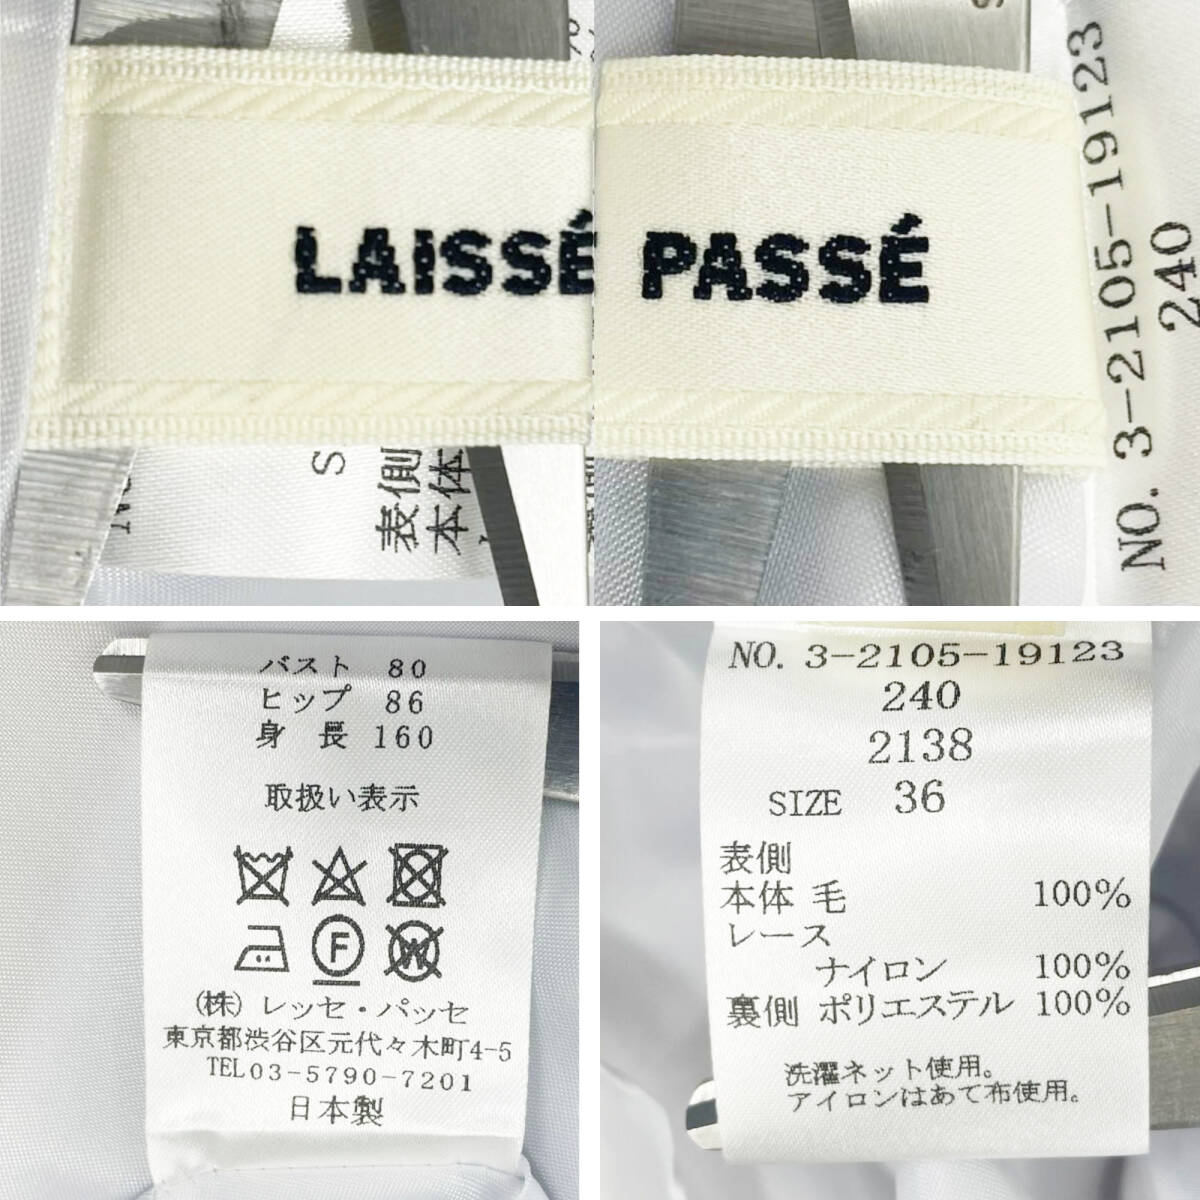 LAISSÉ PASSÉ
NO. 3-2105-19123
240
S
表側
本体
バスト 80
ヒップ 86
身 長 160
取扱い表示
F
W
(株) レッセ・パッセ
東京都渋谷区元代々木町4-5
TEL03-5790-7201
日本製
NO. 3-2105-19123
240
2138
SIZE 36
表側
本体 毛 100%
レース
ナイロン 100%
裏側 ポリエステル 100%
洗濯ネット使用。
アイロンはあて布使用。